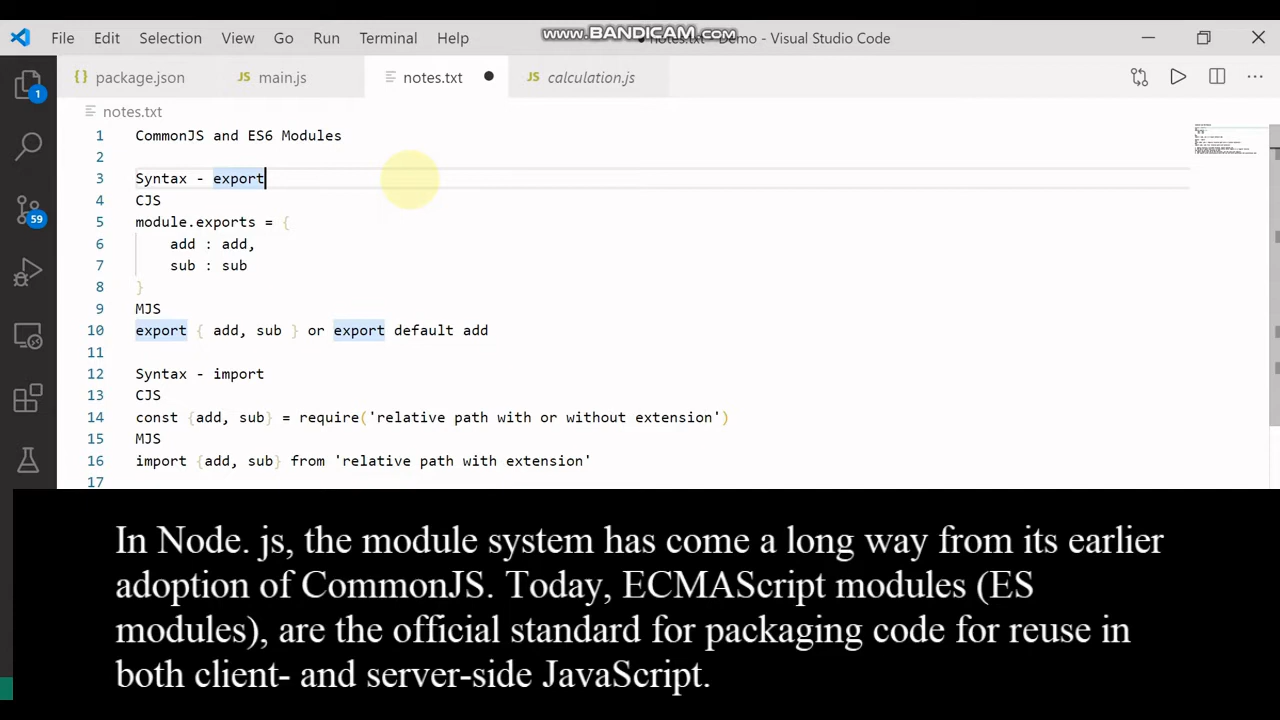 www.BANDICAM.com
File Edit Selection View Go Run Terminal Help
notes.txt - Demo - Visual Studio Code
{} package.json JS main.js notes.txt ● JS calculation.js
notes.txt
1 CommonJS and ES6 Modules
2
3 Syntax - export
4 CJS
5 module.exports = {
6 add : add,
7 sub : sub
8 }
9 MJS
10 export { add, sub } or export default add
11
12 Syntax - import
13 CJS
14 const {add, sub} = require('relative path with or without extension')
15 MJS
16 import {add, sub} from 'relative path with extension'
17
1
59
In Node. js, the module system has come a long way from its earlier
adoption of CommonJS. Today, ECMAScript modules (ES
modules), are the official standard for packaging code for reuse in
both client- and server-side JavaScript.